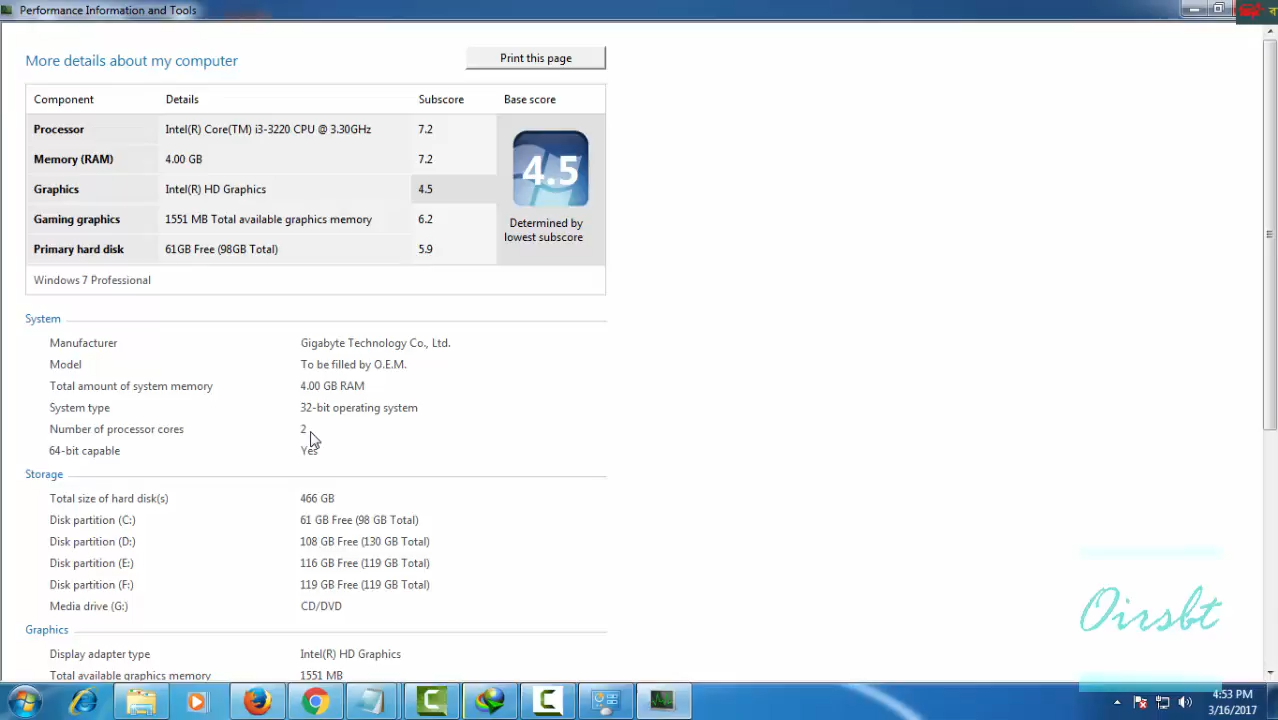 Performance Information and Tools
More details about my computer
Print this page
Component Details Subscore Base score
Processor Intel(R) Core(TM) i3-3220 CPU @ 3.30GHz 7.2
Memory (RAM) 4.00 GB 7.2
4.5
Graphics Intel(R) HD Graphics 4.5
Gaming graphics 1551 MB Total available graphics memory 6.2
Determined by
lowest subscore
Primary hard disk 61GB Free (98GB Total) 5.9
Windows 7 Professional
System
Manufacturer Gigabyte Technology Co., Ltd.
Model To be filled by O.E.M.
Total amount of system memory 4.00 GB RAM
System type 32-bit operating system
Number of processor cores 2
64-bit capable Yes
Storage
Total size of hard disk(s) 466 GB
Disk partition (C:) 61 GB Free (98 GB Total)
Disk partition (D:) 108 GB Free (130 GB Total)
Disk partition (E:) 116 GB Free (119 GB Total)
Disk partition (F:) 119 GB Free (119 GB Total)
Media drive (G:) CD/DVD
Graphics
Display adapter type Intel(R) HD Graphics
Total available graphics memory 1551 MB
Oirsbt
4:53 PM
3/16/2017